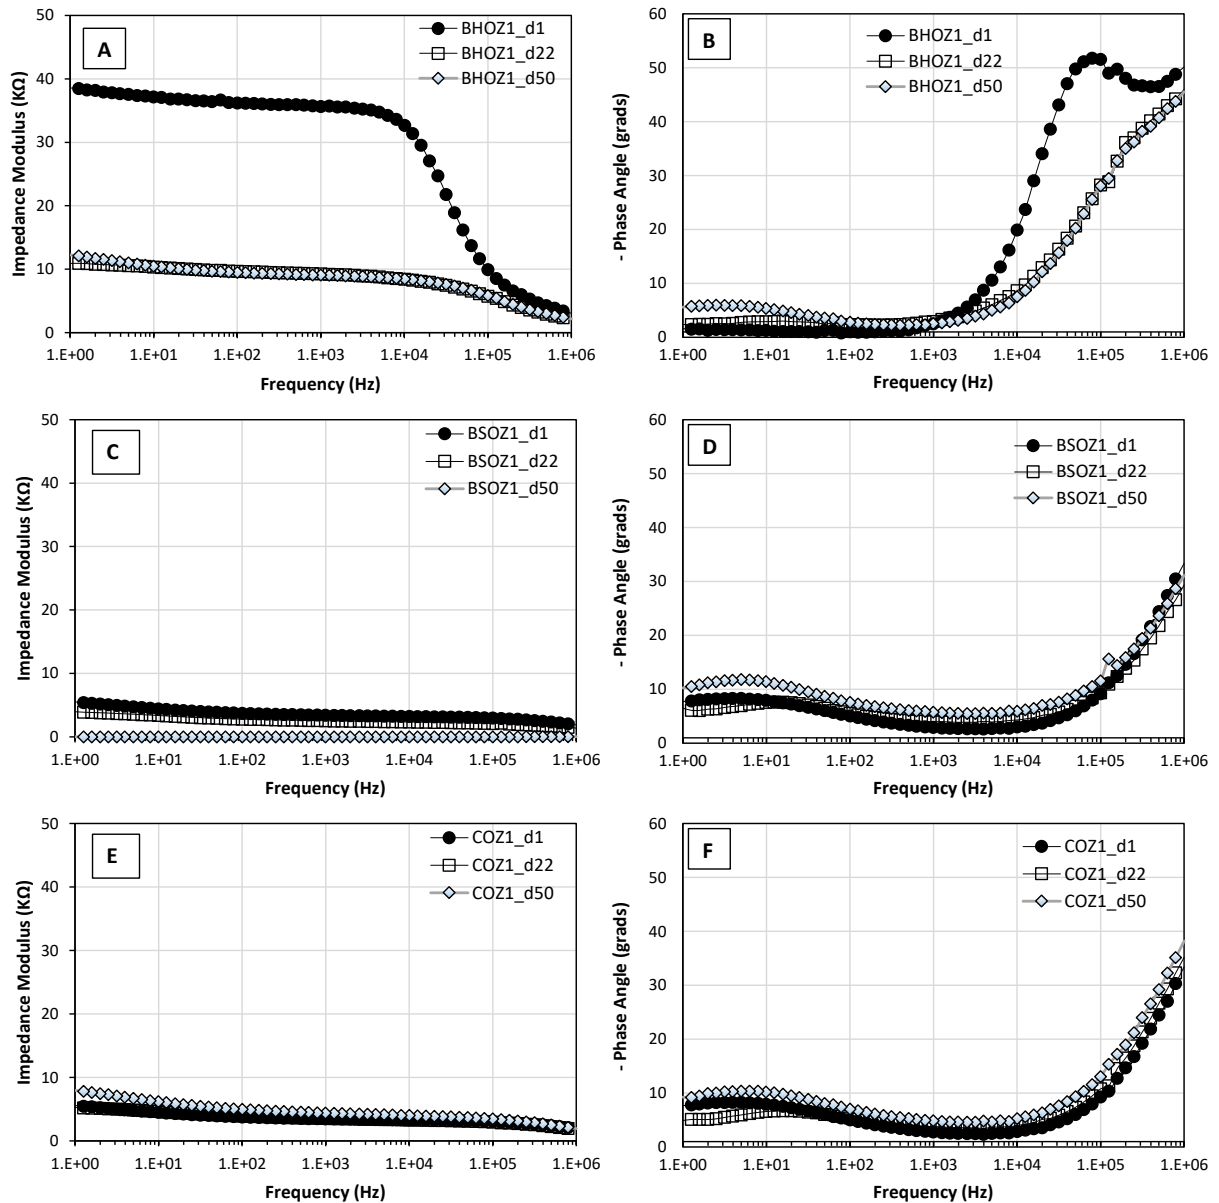 A
BHOZ1_d1
BHOZ1_d22
BHOZ1_d50
Impedance Modulus (KΩ)
50
40
30
20
10
0
1.E+00 1.E+01 1.E+02 1.E+03 1.E+04 1.E+05 1.E+06
Frequency (Hz)
B
BHOZ1_d1
BHOZ1_d22
BHOZ1_d50
- Phase Angle (grads)
60
50
40
30
20
10
0
1.E+00 1.E+01 1.E+02 1.E+03 1.E+04 1.E+05 1.E+06
Frequency (Hz)
C
BSOZ1_d1
BSOZ1_d22
BSOZ1_d50
Impedance Modulus (KΩ)
50
40
30
20
10
0
1.E+00 1.E+01 1.E+02 1.E+03 1.E+04 1.E+05 1.E+06
Frequency (Hz)
D
BSOZ1_d1
BSOZ1_d22
BSOZ1_d50
- Phase Angle (grads)
60
50
40
30
20
10
0
1.E+00 1.E+01 1.E+02 1.E+03 1.E+04 1.E+05 1.E+06
Frequency (Hz)
E
COZ1_d1
COZ1_d22
COZ1_d50
Impedance Modulus (KΩ)
50
40
30
20
10
0
1.E+00 1.E+01 1.E+02 1.E+03 1.E+04 1.E+05 1.E+06
Frequency (Hz)
F
COZ1_d1
COZ1_d22
COZ1_d50
- Phase Angle (grads)
60
50
40
30
20
10
0
1.E+00 1.E+01 1.E+02 1.E+03 1.E+04 1.E+05 1.E+06
Frequency (Hz)